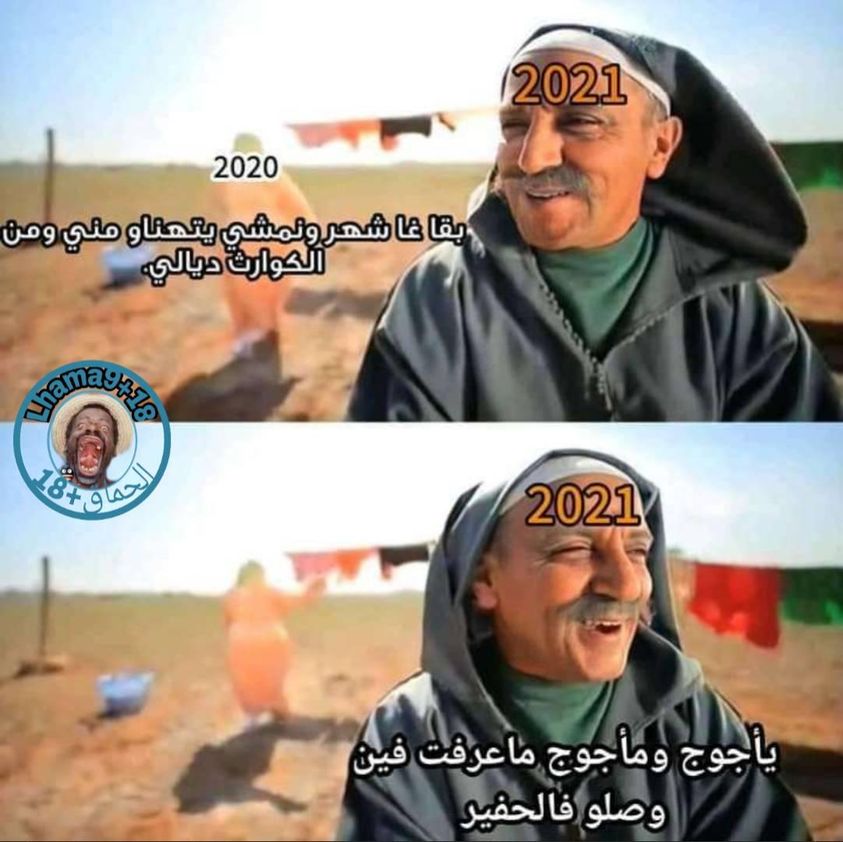 2021
2020
بقا غا شهر ونمشي يتهناو مني ومن
الكوارث ديالي.
Lhama9+18
الحماق +18
2021
يأجوج ومأجوج ماعرفت فين
وصلو فالحفير